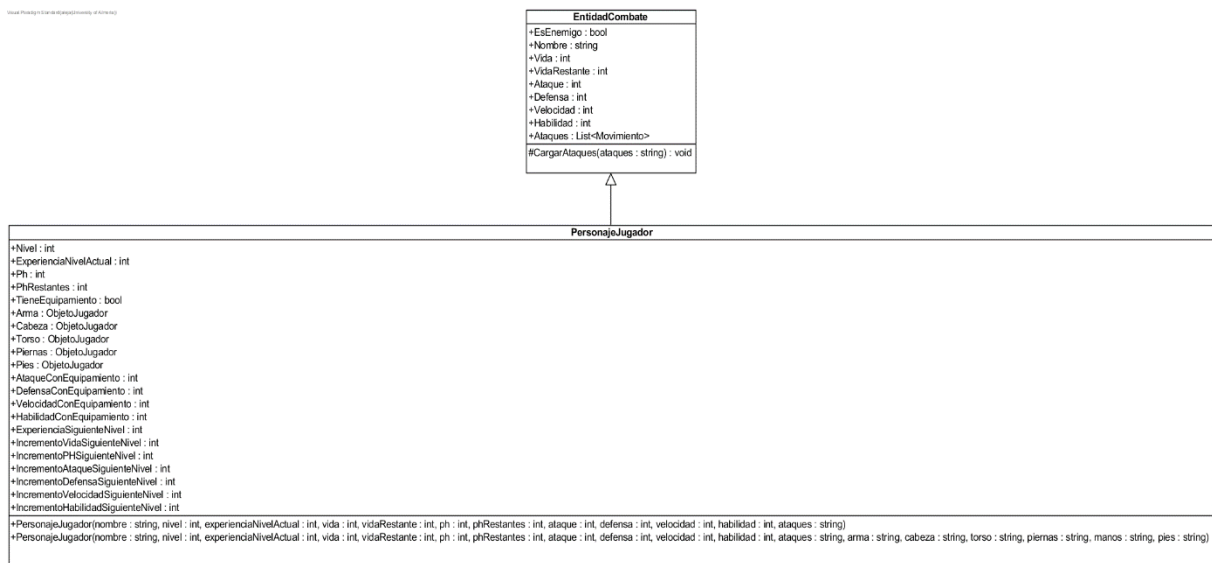 EntidadCombate
+EsEnemigo : bool
+Nombre : string
+Vida : int
+VidaRestante : int
+Ataque : int
+Defensa : int
+Velocidad : int
+Habilidad : int
+Ataques : List<Movimiento>
#CargarAtaques(ataques : string) : void
PersonajeJugador
+Nivel : int
+ExperienciaNivelActual : int
+Ph : int
+PhRestantes : int
+TieneEquipamiento : bool
+Arma : ObjetoJugador
+Cabeza : ObjetoJugador
+Torso : ObjetoJugador
+Piernas : ObjetoJugador
+Pies : ObjetoJugador
+AtaqueConEquipamiento : int
+DefensaConEquipamiento : int
+VelocidadConEquipamiento : int
+HabilidadConEquipamiento : int
+ExperienciaSiguienteNivel : int
+IncrementoVidaSiguienteNivel : int
+IncrementoPHSiguienteNivel : int
+IncrementoAtaqueSiguienteNivel : int
+IncrementoDefensaSiguienteNivel : int
+IncrementoVelocidadSiguienteNivel : int
+IncrementoHabilidadSiguienteNivel : int
+PersonajeJugador(nombre : string, nivel : int, experienciaNivelActual : int, vida : int, vidaRestante : int, ph : int, phRestantes : int, ataque : int, defensa : int, velocidad : int, habilidad : int, ataques : string)
+PersonajeJugador(nombre : string, nivel : int, experienciaNivelActual : int, vida : int, vidaRestante : int, ph : int, phRestantes : int, ataque : int, defensa : int, velocidad : int, habilidad : int, ataques : string, arma : string, cabeza : string, torso : string, piernas : string, manos : string, pies : string)